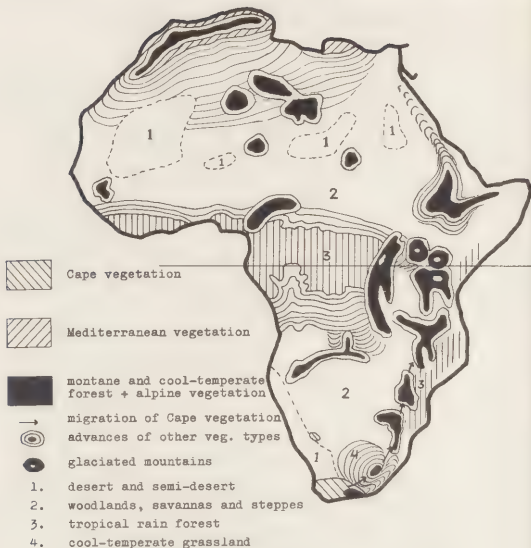 1
1
1
1
2
3
2
3
4
1
Cape vegetation
Mediterranean vegetation
montane and cool-temperate
forest + alpine vegetation
migration of Cape vegetation
advances of other veg. types
glaciated mountains
1. desert and semi-desert
2. woodlands, savannas and steppes
3. tropical rain forest
4. cool-temperate grassland